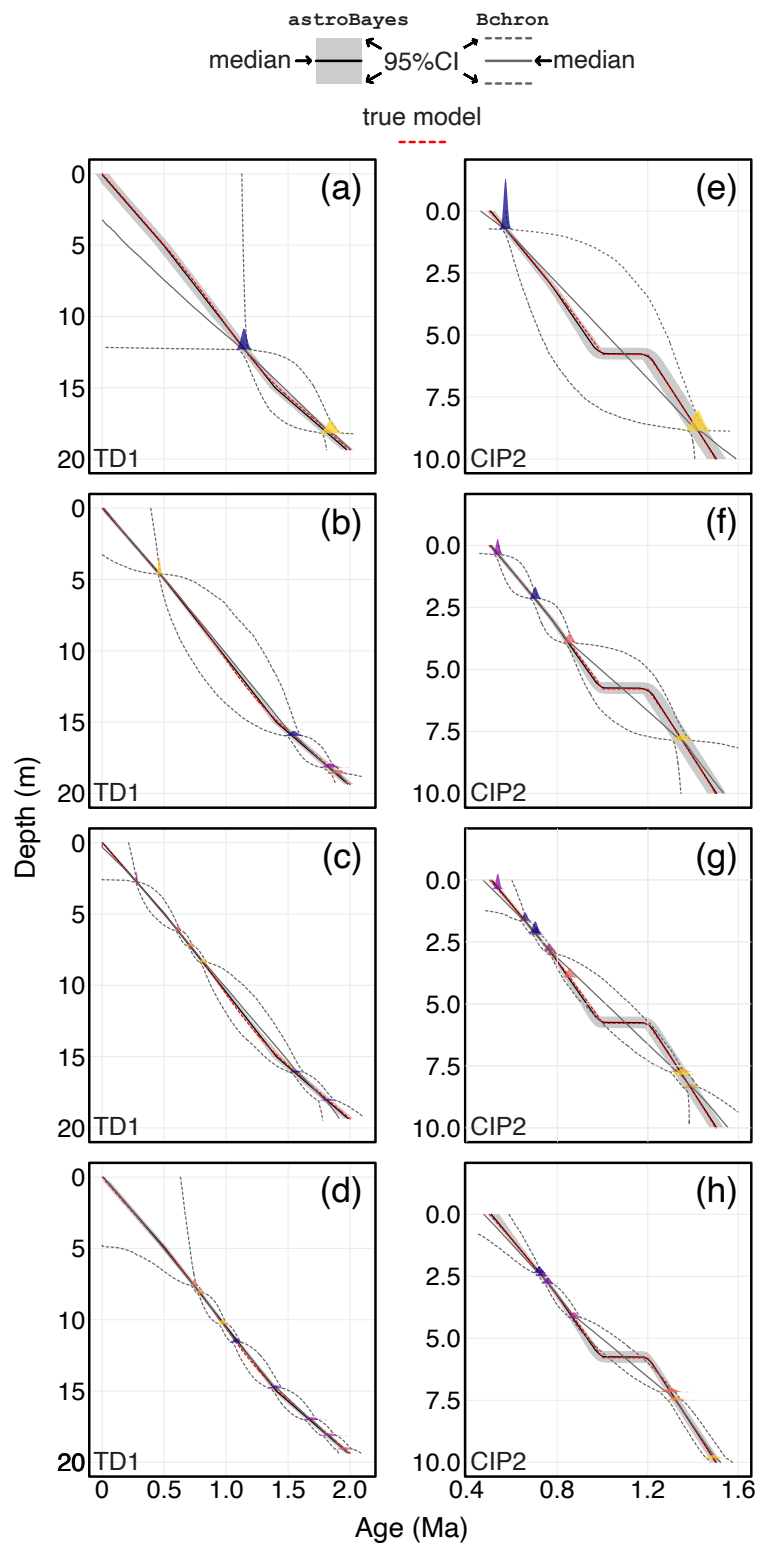 astroBayes Bchron
median 95%CI median
true model
(a) (e)
0
5
10
15
20
TD1
0.0
2.5
5.0
7.5
10.0
CIP2
(b) (f)
0
5
10
15
20
TD1
0.0
2.5
5.0
7.5
10.0
CIP2
Depth (m)
(c) (g)
0
5
10
15
20
TD1
0.0
2.5
5.0
7.5
10.0
CIP2
(d) (h)
0
5
10
15
20
TD1
0.0
2.5
5.0
7.5
10.0
CIP2
0 0.5 1.0 1.5 2.0 0.4 0.8 1.2 1.6
Age (Ma)